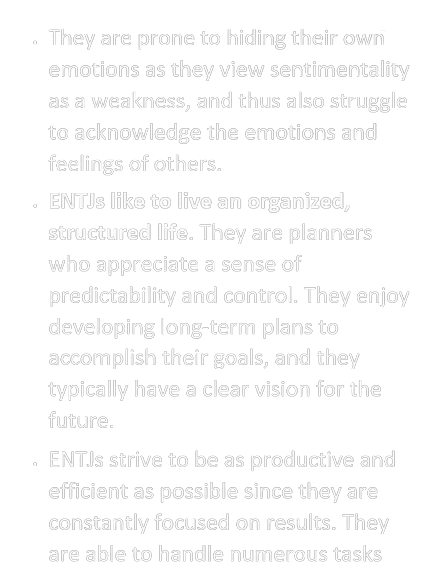 • They are prone to hiding their own
emotions as they view sentimentality
as a weakness, and thus also struggle
to acknowledge the emotions and
feelings of others.
• ENTJs like to live an organized,
structured life. They are planners
who appreciate a sense of
predictability and control. They enjoy
developing long-term plans to
accomplish their goals, and they
typically have a clear vision for the
future.
• ENTJs strive to be as productive and
efficient as possible since they are
constantly focused on results. They
are able to handle numerous tasks